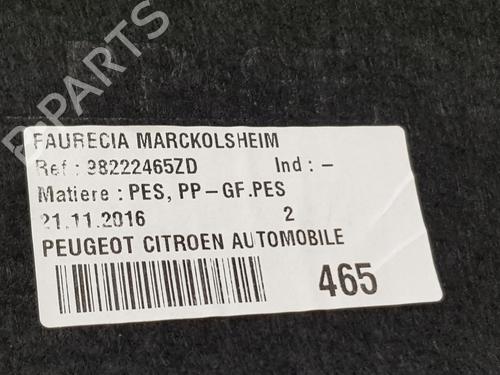 FAURECIA MARCKOLSHEIM
Ref : 98222465ZD Ind : -
Matiere : PES, PP-GF.PES
21.11.2016 2
PEUGEOT CITROEN AUTOMOBILE
465
B-PARTS